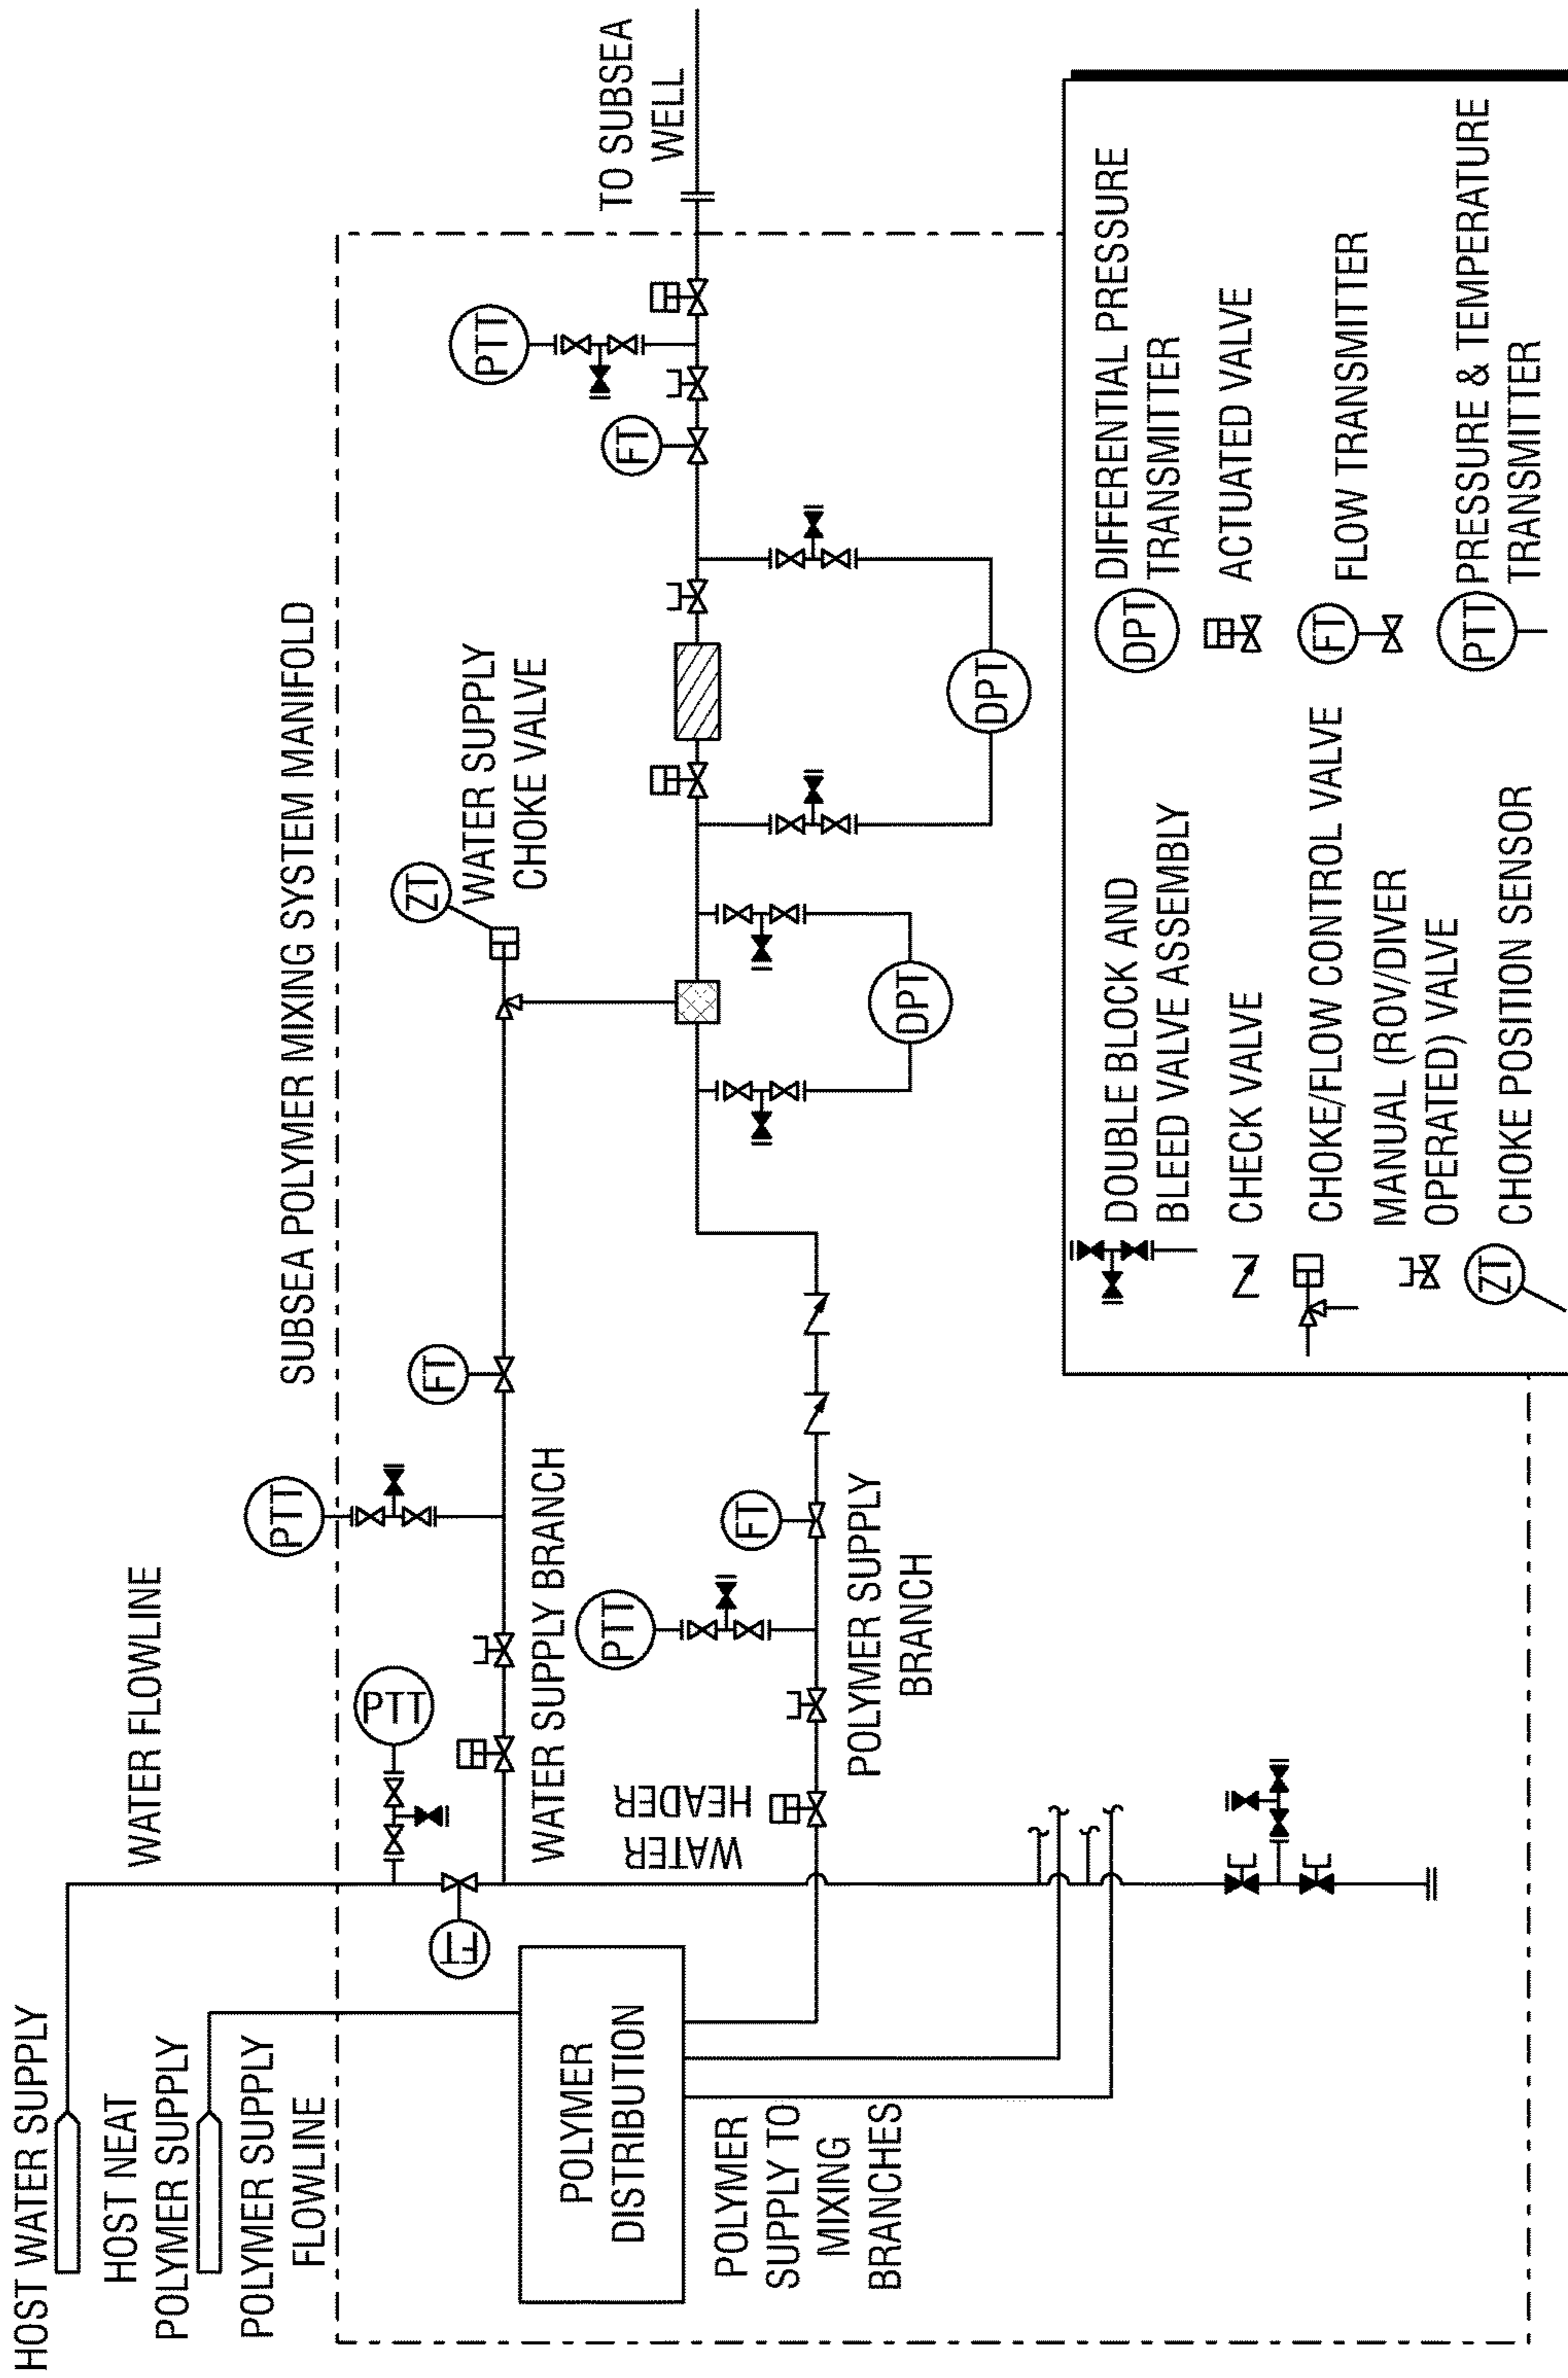 HOST WATER SUPPLY
HOST NEAT
POLYMER SUPPLY
POLYMER SUPPLY
FLOWLINE
WATER FLOWLINE
SUBSEA POLYMER MIXING SYSTEM MANIFOLD
PTT
PTT
FT
FT
ZT
WATER SUPPLY
CHOKE VALVE
WATER SUPPLY BRANCH
PTT
TO SUBSEA
WELL
FT
POLYMER
DISTRIBUTION
WATER
HEADER
PTT
FT
POLYMER SUPPLY
BRANCH
DPT
DPT
POLYMER
SUPPLY TO
MIXING
BRANCHES
DOUBLE BLOCK AND
BLEED VALVE ASSEMBLY
CHECK VALVE
CHOKE/FLOW CONTROL VALVE
MANUAL (ROV/DIVER
OPERATED) VALVE
ZT
CHOKE POSITION SENSOR
DPT
DIFFERENTIAL PRESSURE
TRANSMITTER
ACTUATED VALVE
FT
FLOW TRANSMITTER
PTT
PRESSURE & TEMPERATURE
TRANSMITTER